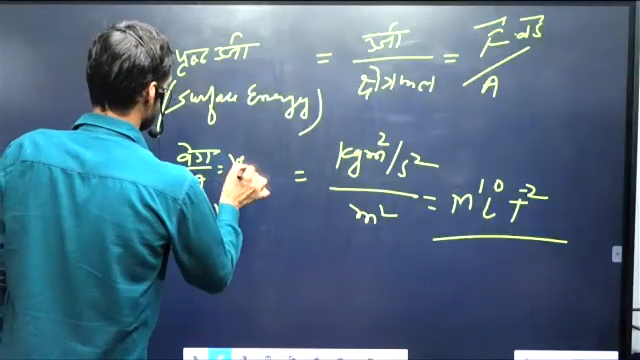 पृष्ठ ऊर्जा = ऊर्जा / क्षेत्रफल = F / A
(Surface Energy)
वेग =
= kgm²/s² / m² = M¹L⁰T⁻²